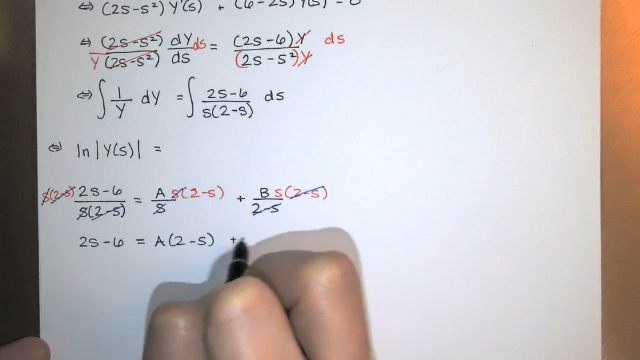 ⇔ (2s-s²) Y'(s) + (6-2s) Y(s) = 0
⇔ (2s-s²)/(Y(2s-s²)) dY/ds ds = (2s-6)Y/((2s-s²)Y) ds
⇔ ∫ 1/Y dY = ∫ (2s-6)/(s(2-s)) ds
⇔ ln|Y(s)| =
s(2-s) (2s-6)/(s(2-s)) = A/s s(2-s) + B/(2-s) s(2-s)
2s-6 = A(2-s) +